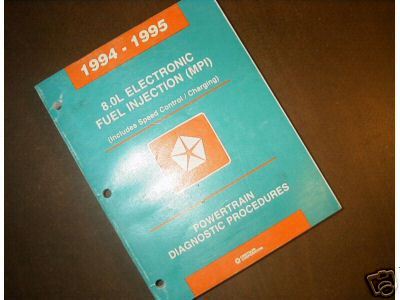 1994 - 1995
8.0L ELECTRONIC
FUEL INJECTION (MPI)
(Includes Speed Control / Charging)
POWERTRAIN
DIAGNOSTIC PROCEDURES